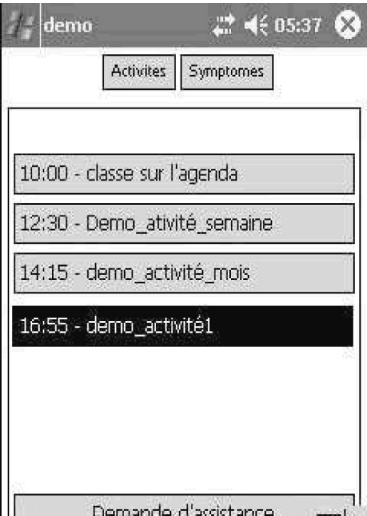 demo 05:37
Activites Symptomes
10:00 - classe sur l'agenda
12:30 - Demo_ativité_semaine
14:15 - demo_activité_mois
16:55 - demo_activité1
Demande d'assistance